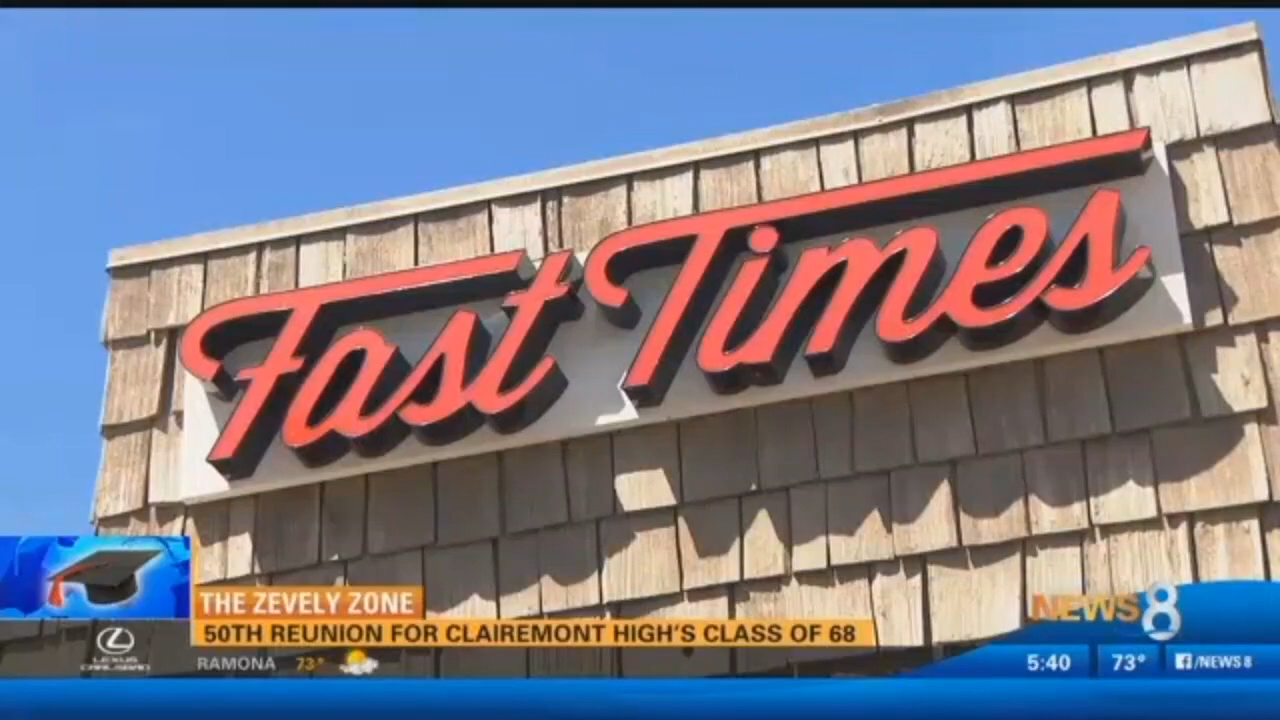 Fast Times
THE ZEVELY ZONE
50TH REUNION FOR CLAIREMONT HIGH'S CLASS OF 68
NEWS 8
LEXUS
CARLSBAD
RAMONA 73°
5:40 73° f/NEWS 8